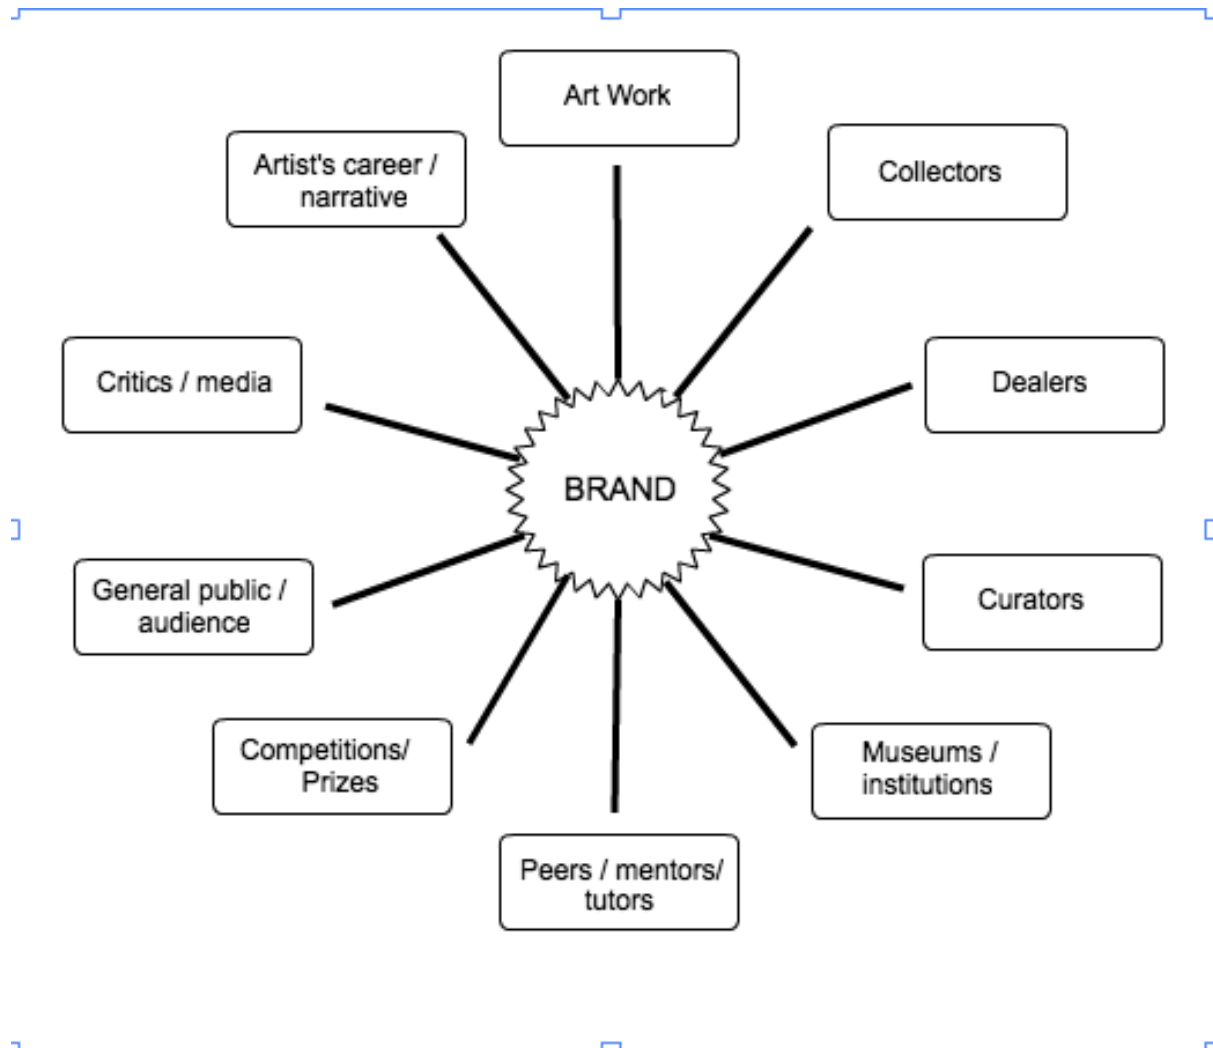 Art Work
Collectors
Artist's career /
narrative
Critics / media
Dealers
BRAND
General public /
audience
Curators
Competitions/
Prizes
Museums /
institutions
Peers / mentors/
tutors